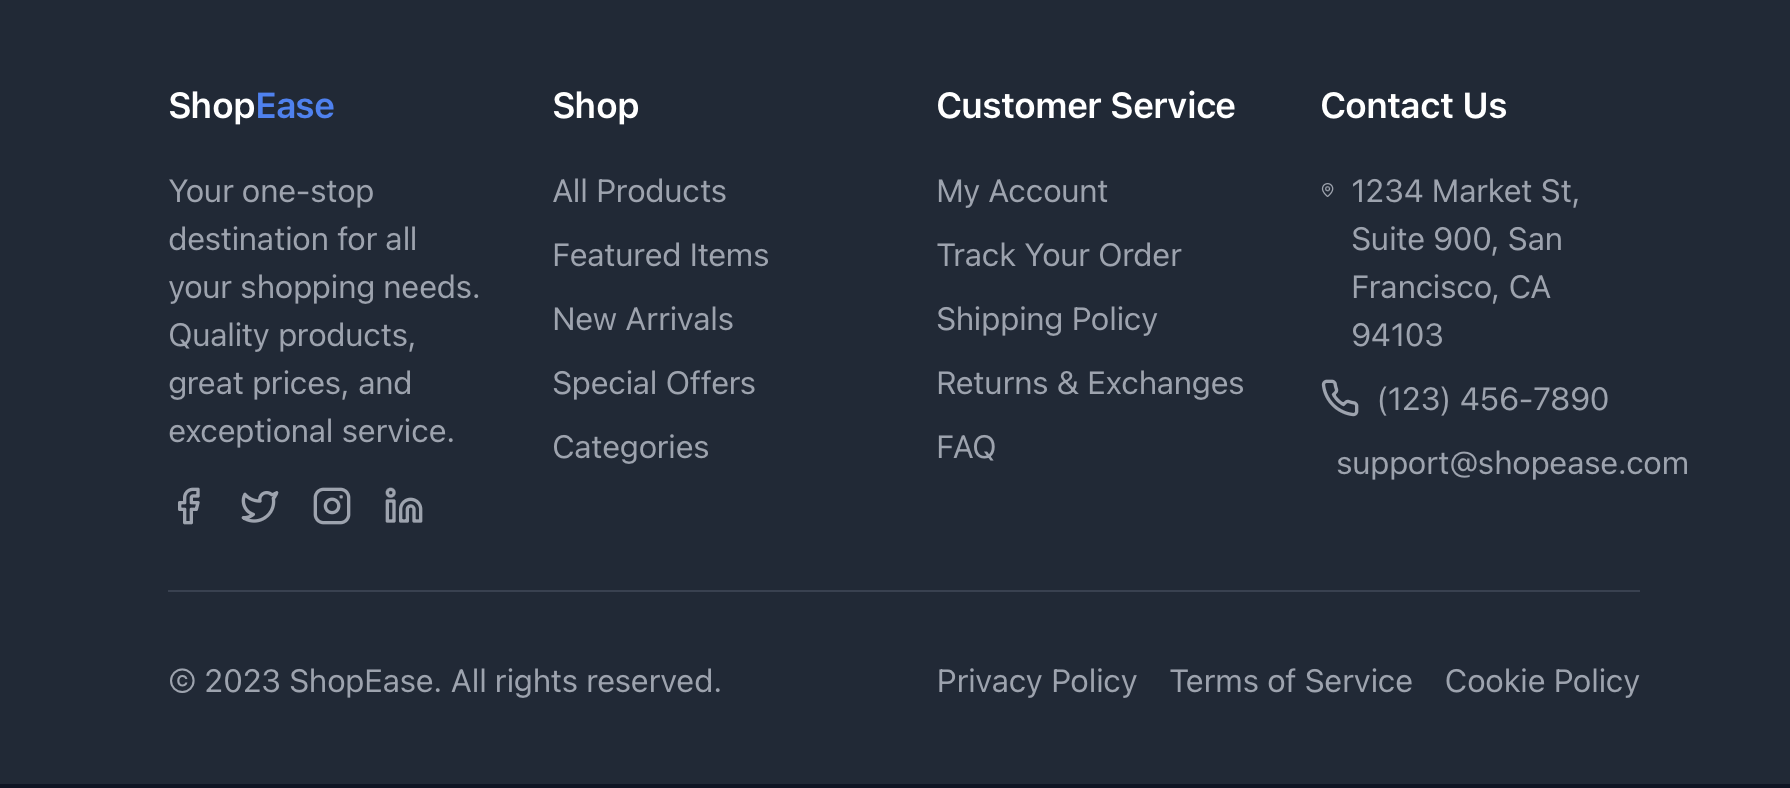 ShopEase
Your one-stop
destination for all
your shopping needs.
Quality products,
great prices, and
exceptional service.
Shop
All Products
Featured Items
New Arrivals
Special Offers
Categories
Customer Service
My Account
Track Your Order
Shipping Policy
Returns & Exchanges
FAQ
Contact Us
1234 Market St,
Suite 900, San
Francisco, CA
94103
(123) 456-7890
support@shopease.com
© 2023 ShopEase. All rights reserved.
Privacy Policy
Terms of Service
Cookie Policy